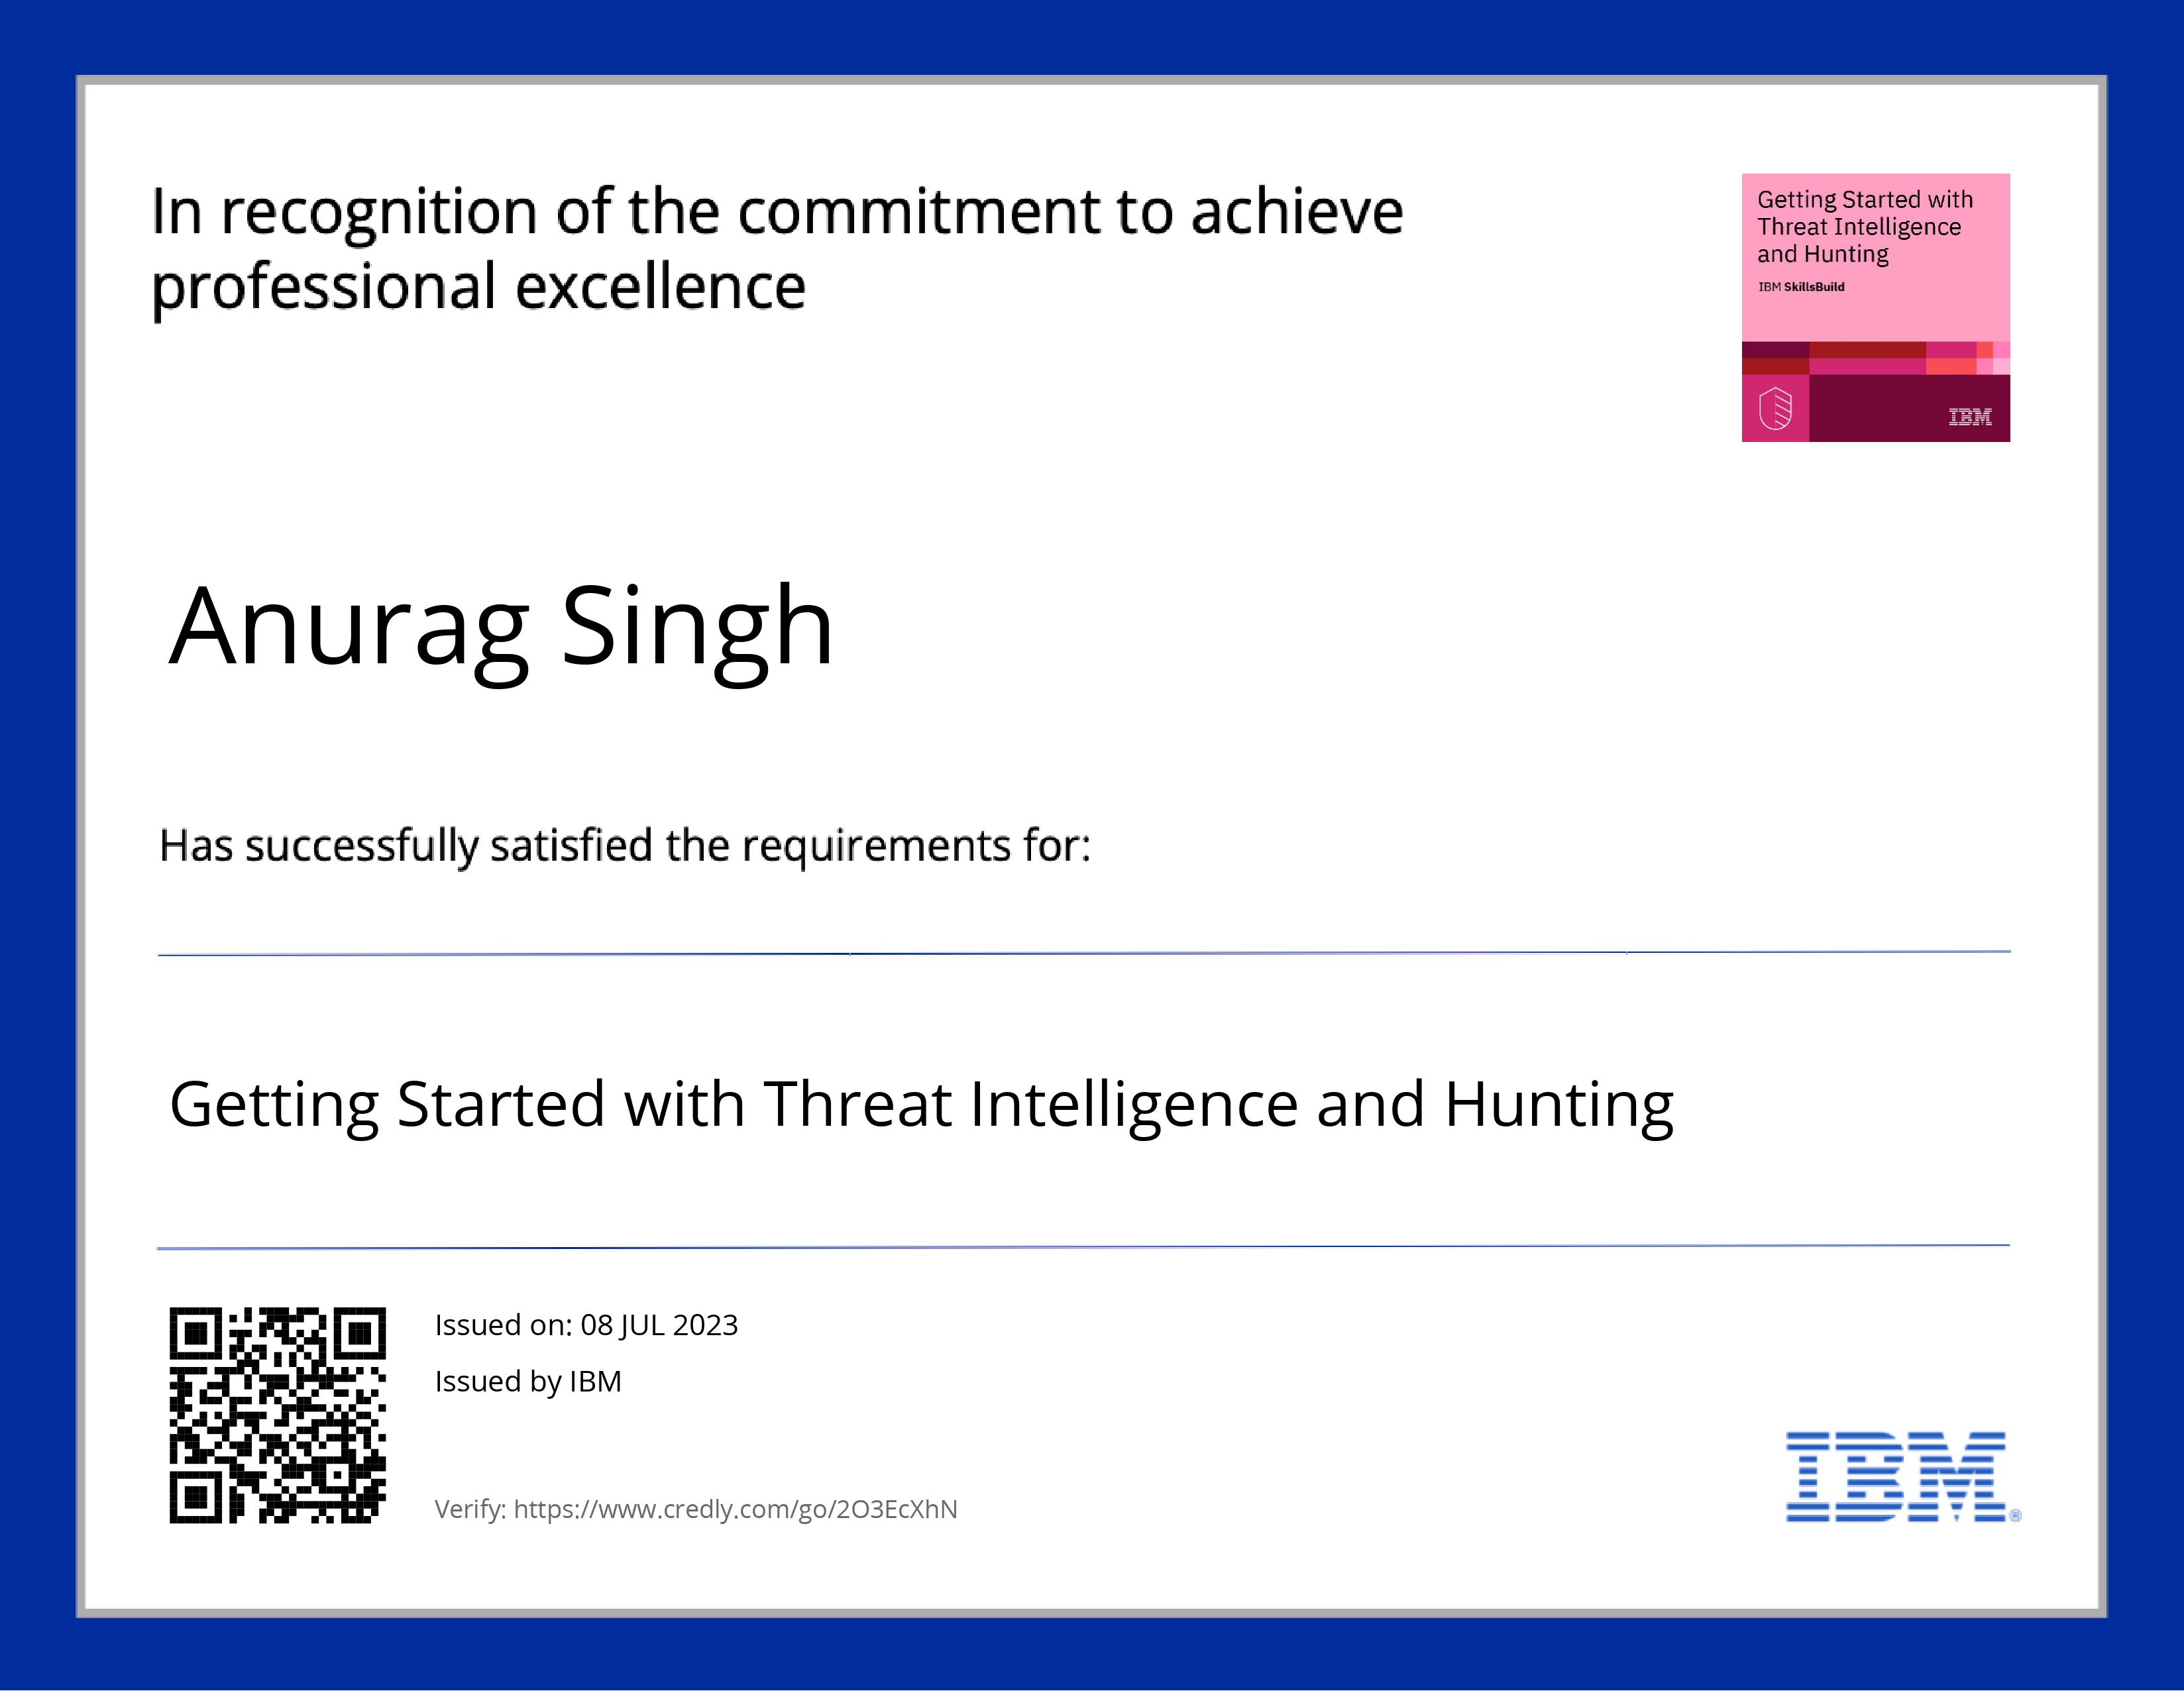 In recognition of the commitment to achieve
professional excellence
Getting Started with
Threat Intelligence
and Hunting
IBM SkillsBuild
IBM
Anurag Singh
Has successfully satisfied the requirements for:
Getting Started with Threat Intelligence and Hunting
Issued on: 08 JUL 2023
Issued by IBM
Verify: https://www.credly.com/go/2O3EcXhN
IBM®